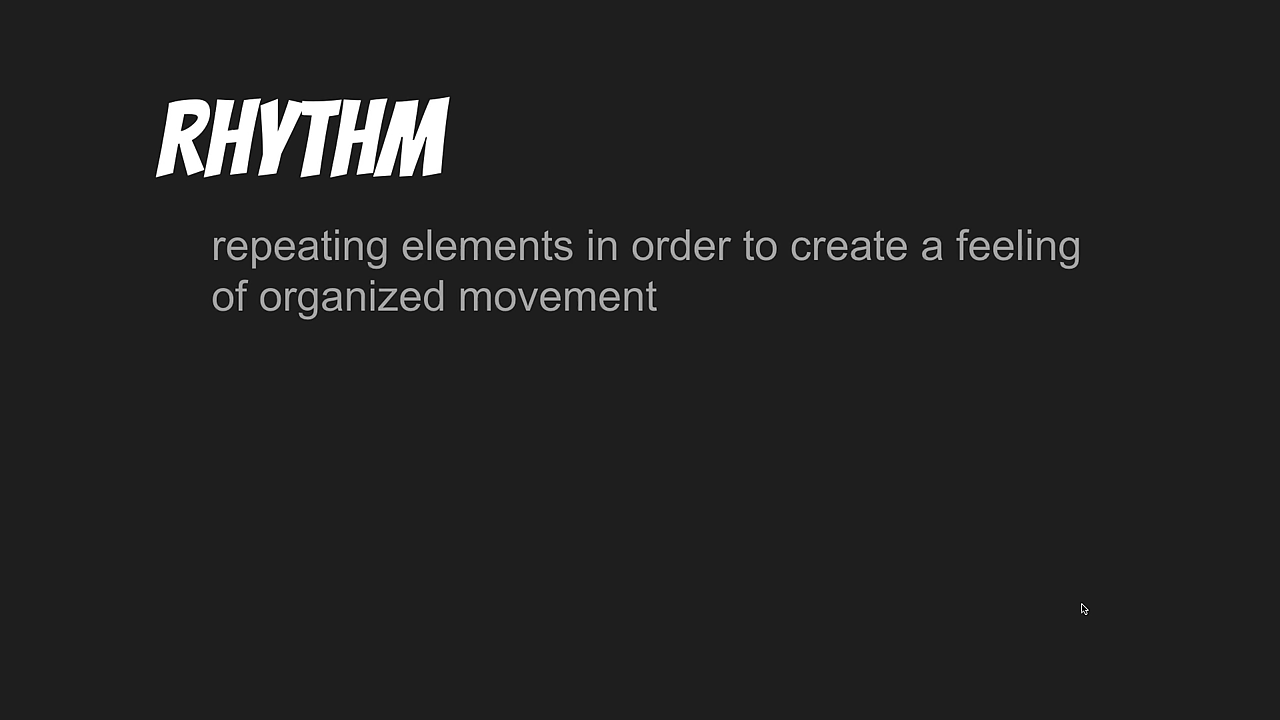 RHYTHM
repeating elements in order to create a feeling
of organized movement